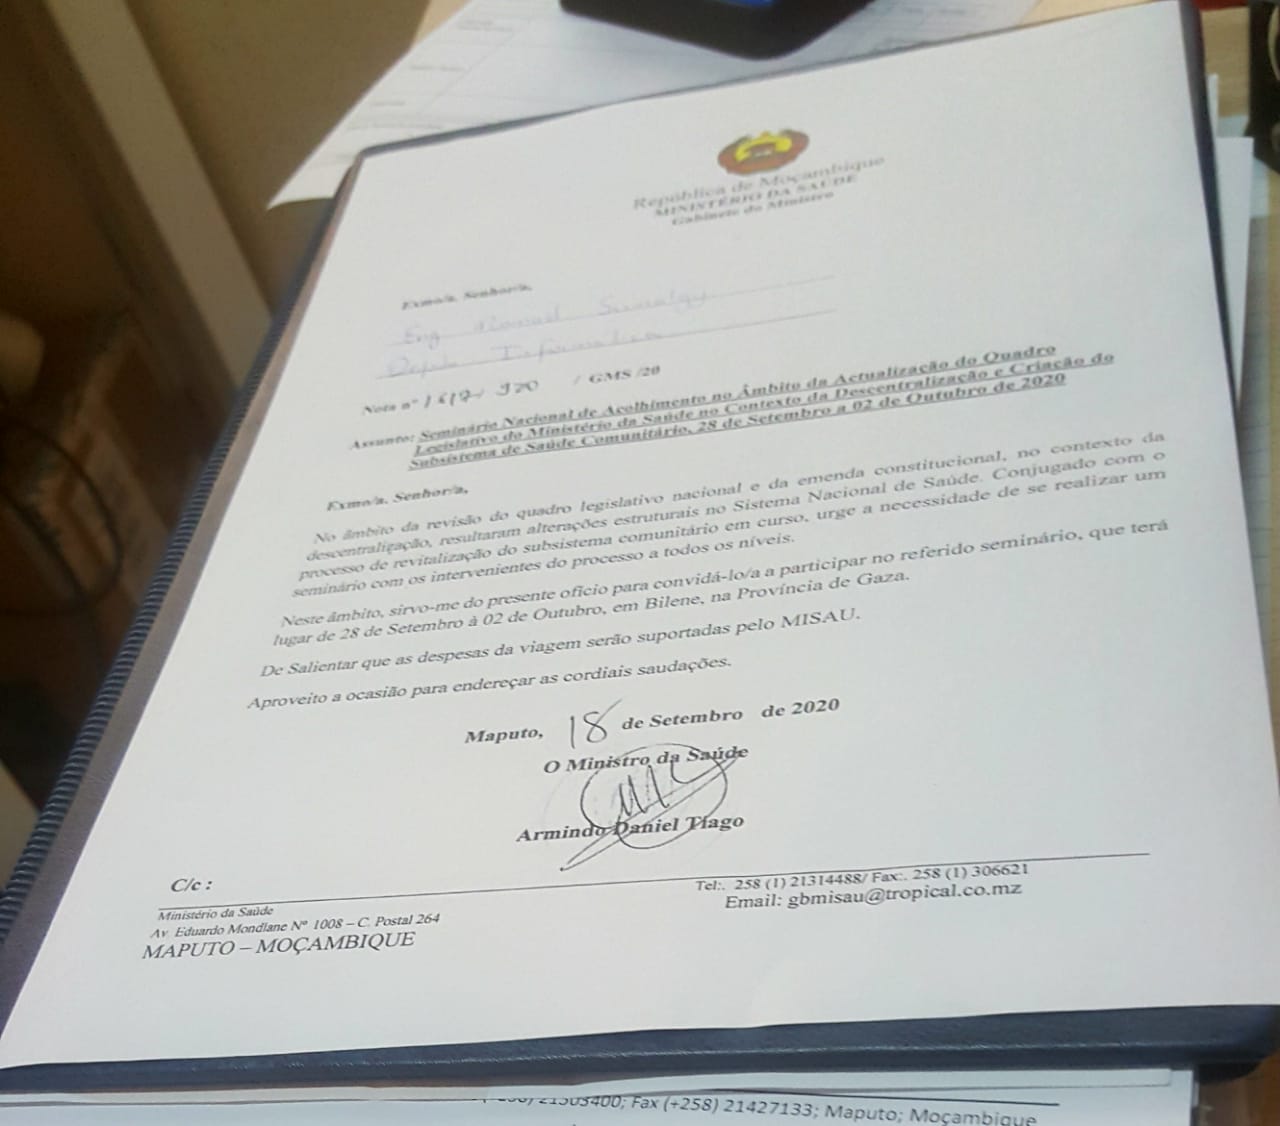 República de Moçambique
MINISTÉRIO DA SAÚDE
Gabinete do Ministro
Exmo/a. Senhor/a,
Eng
Nota nº 970 / GMS /20
Assunto: Seminário Nacional de Acolhimento no Âmbito da Actualização do Quadro
Legislativo do Ministério da Saúde no Contexto da Descentralização e Criação do
Subsistema de Saúde Comunitário, 28 de Setembro a 02 de Outubro de 2020
Exmo/a. Senhor/a,
No âmbito da revisão do quadro legislativo nacional e da emenda constitucional, no contexto da
descentralização, resultaram alterações estruturais no Sistema Nacional de Saúde. Conjugado com o
processo de revitalização do subsistema comunitário em curso, urge a necessidade de se realizar um
seminário com os intervenientes do processo a todos os níveis.
Neste âmbito, sirvo-me do presente ofício para convidá-lo/a a participar no referido seminário, que terá
lugar de 28 de Setembro à 02 de Outubro, em Bilene, na Província de Gaza.
De Salientar que as despesas da viagem serão suportadas pelo MISAU.
Aproveito a ocasião para endereçar as cordiais saudações.
Maputo, 18 de Setembro de 2020
O Ministro da Saúde
Armindo Daniel Tiago
C/c :
Ministério da Saúde
Av. Eduardo Mondlane Nº 1008 – C. Postal 264
MAPUTO – MOÇAMBIQUE
Tel:. 258 (1) 21314488/ Fax:. 258 (1) 306621
Email: gbmisau@tropical.co.mz
21303400; Fax (+258) 21427133; Maputo; Moçambique